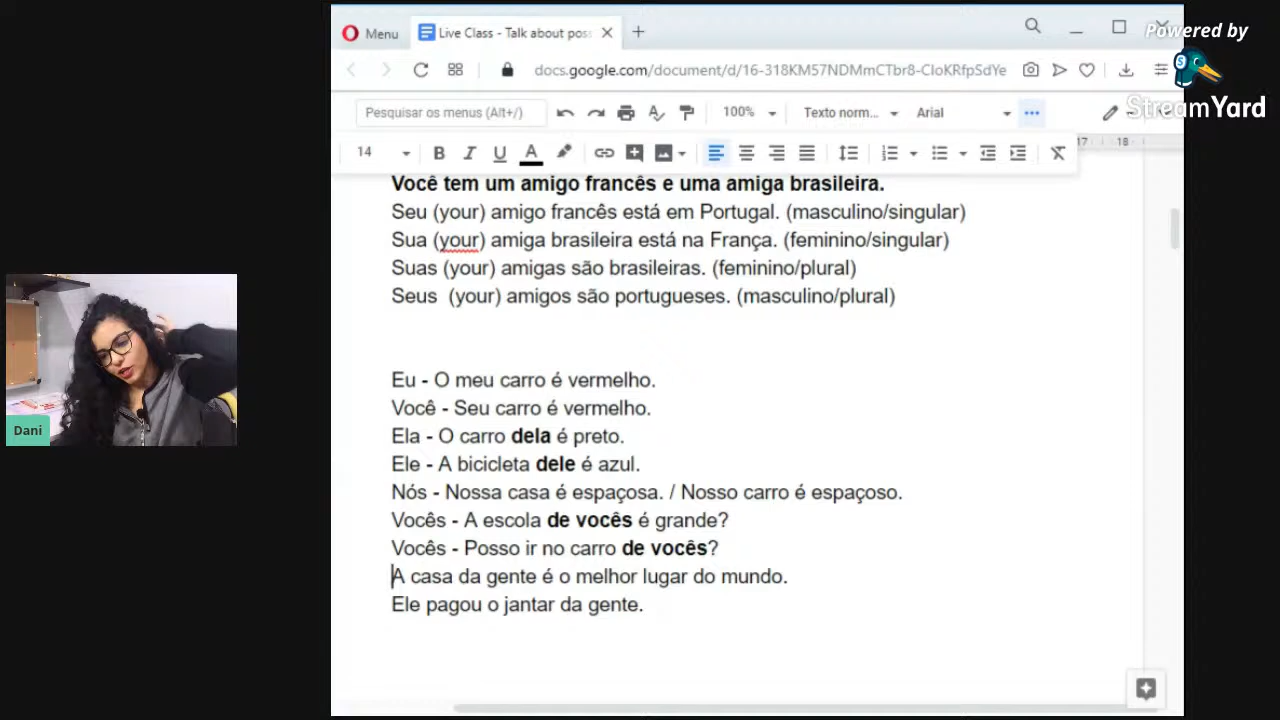 Menu
Live Class - Talk about poss
Powered by
docs.google.com/document/d/16-318KM57NDMmCTbr8-CIoKRfpSdYe
StreamYard
Pesquisar os menus (Alt+/)
100%
Texto norm...
Arial
14
17
18
Você tem um amigo francês e uma amiga brasileira.
Seu (your) amigo francês está em Portugal. (masculino/singular)
Sua (your) amiga brasileira está na França. (feminino/singular)
Suas (your) amigas são brasileiras. (feminino/plural)
Seus (your) amigos são portugueses. (masculino/plural)
Eu - O meu carro é vermelho.
Você - Seu carro é vermelho.
Ela - O carro dela é preto.
Ele - A bicicleta dele é azul.
Nós - Nossa casa é espaçosa. / Nosso carro é espaçoso.
Vocês - A escola de vocês é grande?
Vocês - Posso ir no carro de vocês?
A casa da gente é o melhor lugar do mundo.
Ele pagou o jantar da gente.
Dani